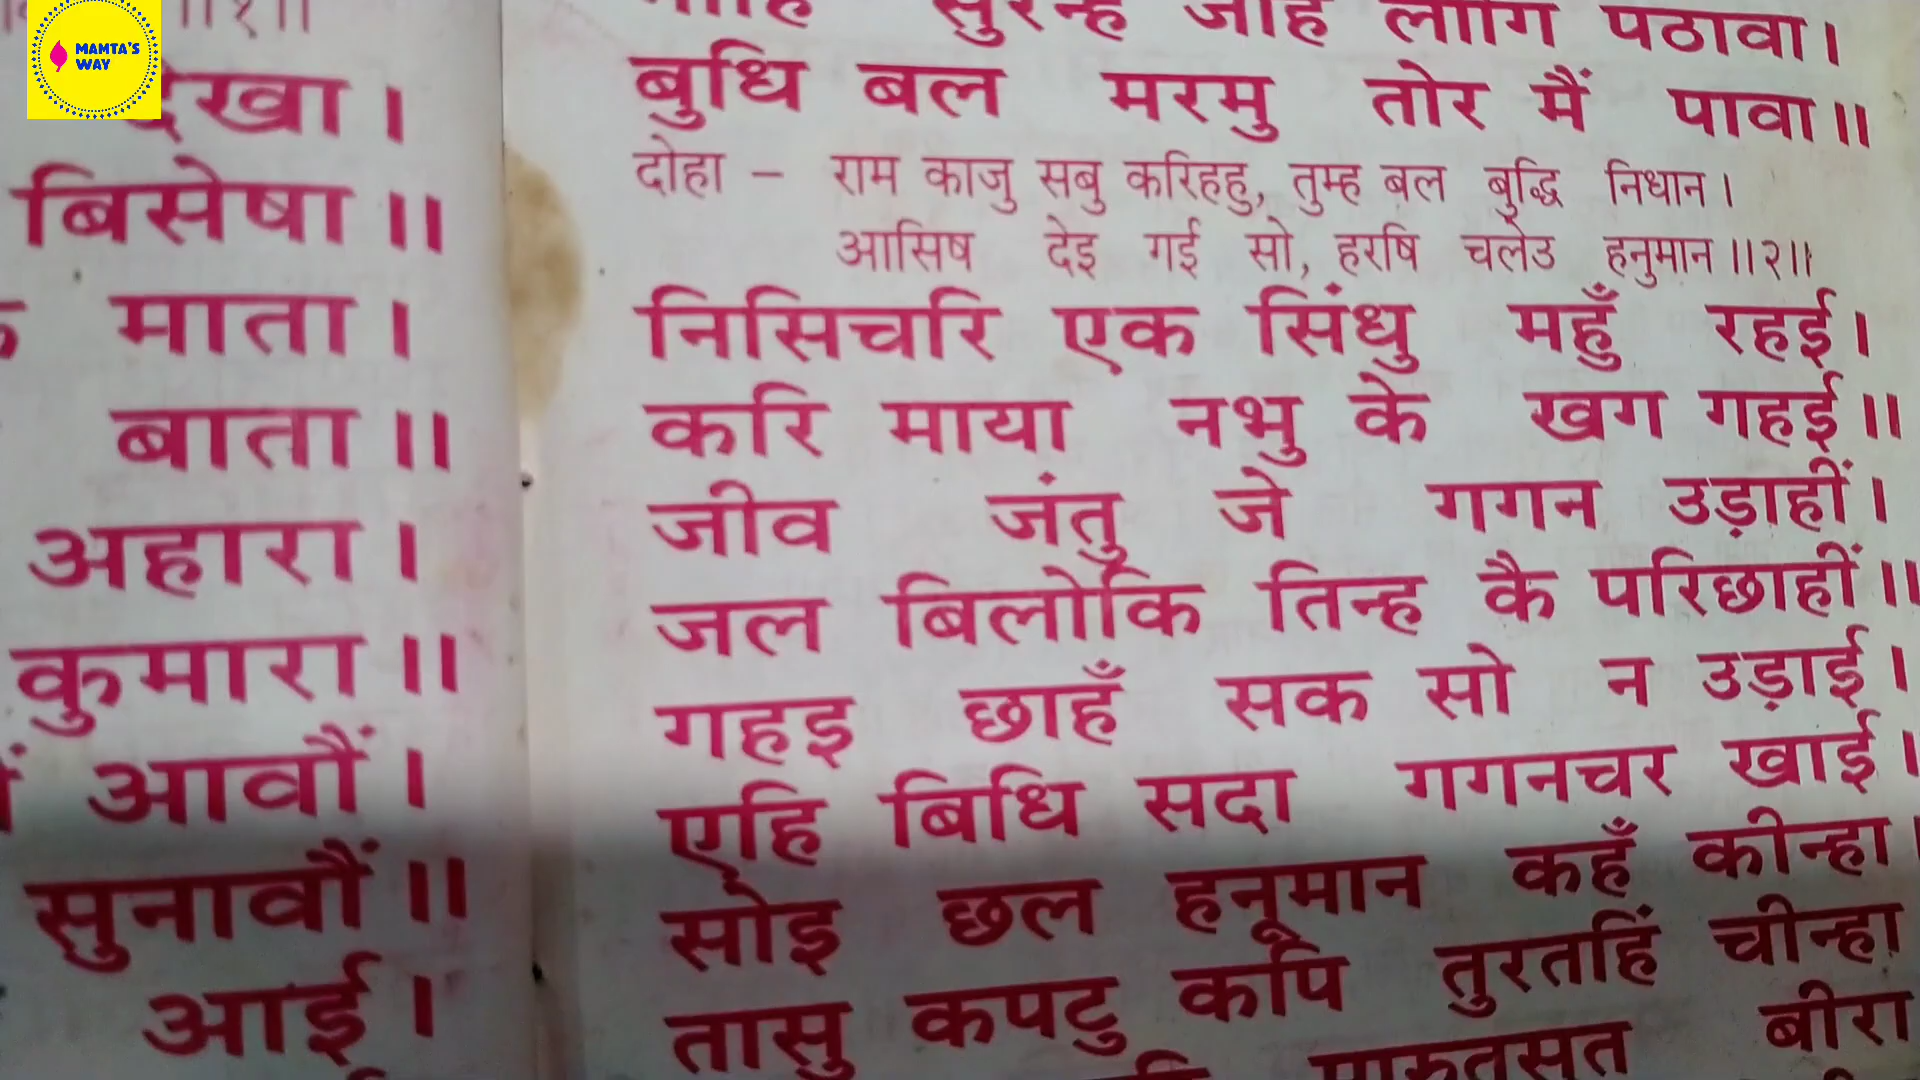 MAMTA'S
WAY
देखा।
बिसेषा॥
माता।
बाता॥
अहारा।
कुमारा॥
आवौं।
सुनावौं॥
आई।
मोहि सुरन्ह जेहि लागि पठावा।
बुधि बल मरमु तोर मैं पावा॥
दोहा – राम काजु सबु करिहहु, तुम्ह बल बुद्धि निधान।
आसिष देइ गई सो, हरषि चलेउ हनुमान॥२॥
निसिचरि एक सिंधु महुँ रहई।
करि माया नभु के खग गहई॥
जीव जंतु जे गगन उड़ाहीं।
जल बिलोकि तिन्ह कै परिछाहीं॥
गहइ छाहँ सक सो न उड़ाई।
एहि बिधि सदा गगनचर खाई।
सोइ छल हनूमान कहँ कीन्हा।
तासु कपटु कपि तुरतहिं चीन्हा
मारुतसुत बीरा